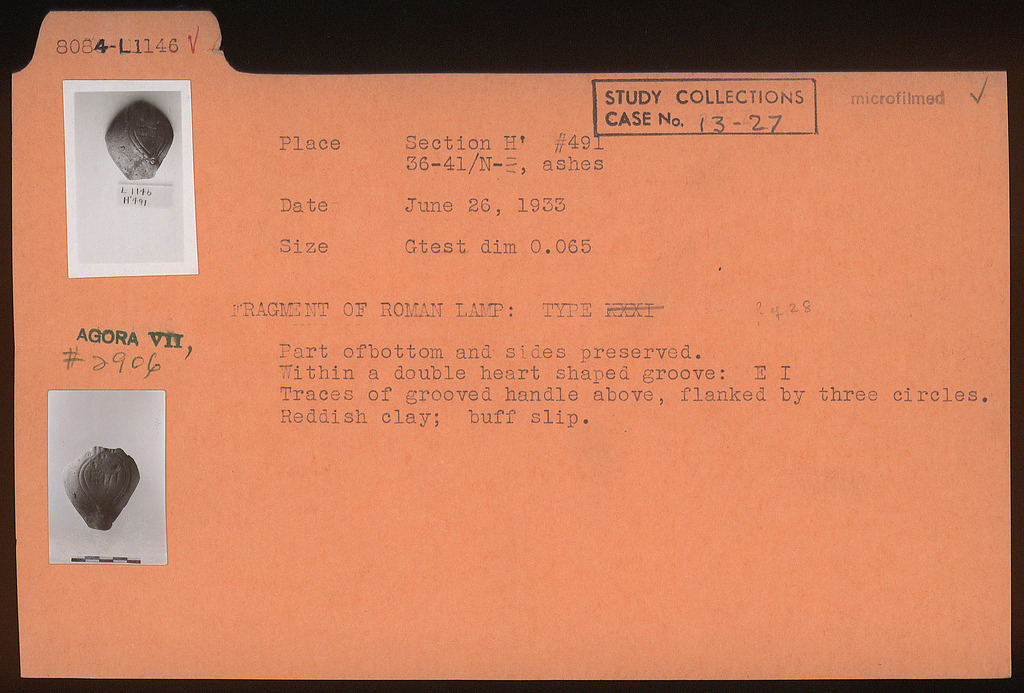 8084-L1146 √
STUDY COLLECTIONS
CASE No. 13-27
microfilmed ✓
Place Section H' #491
36-41/N-Ξ, ashes
Date June 26, 1933
Size Gtest dim 0.065
L 1146
H'491
FRAGMENT OF ROMAN LAMP: TYPE XXXI 28
AGORA VII,
#2906
Part ofbottom and sides preserved.
Within a double heart shaped groove: E I
Traces of grooved handle above, flanked by three circles.
Reddish clay; buff slip.